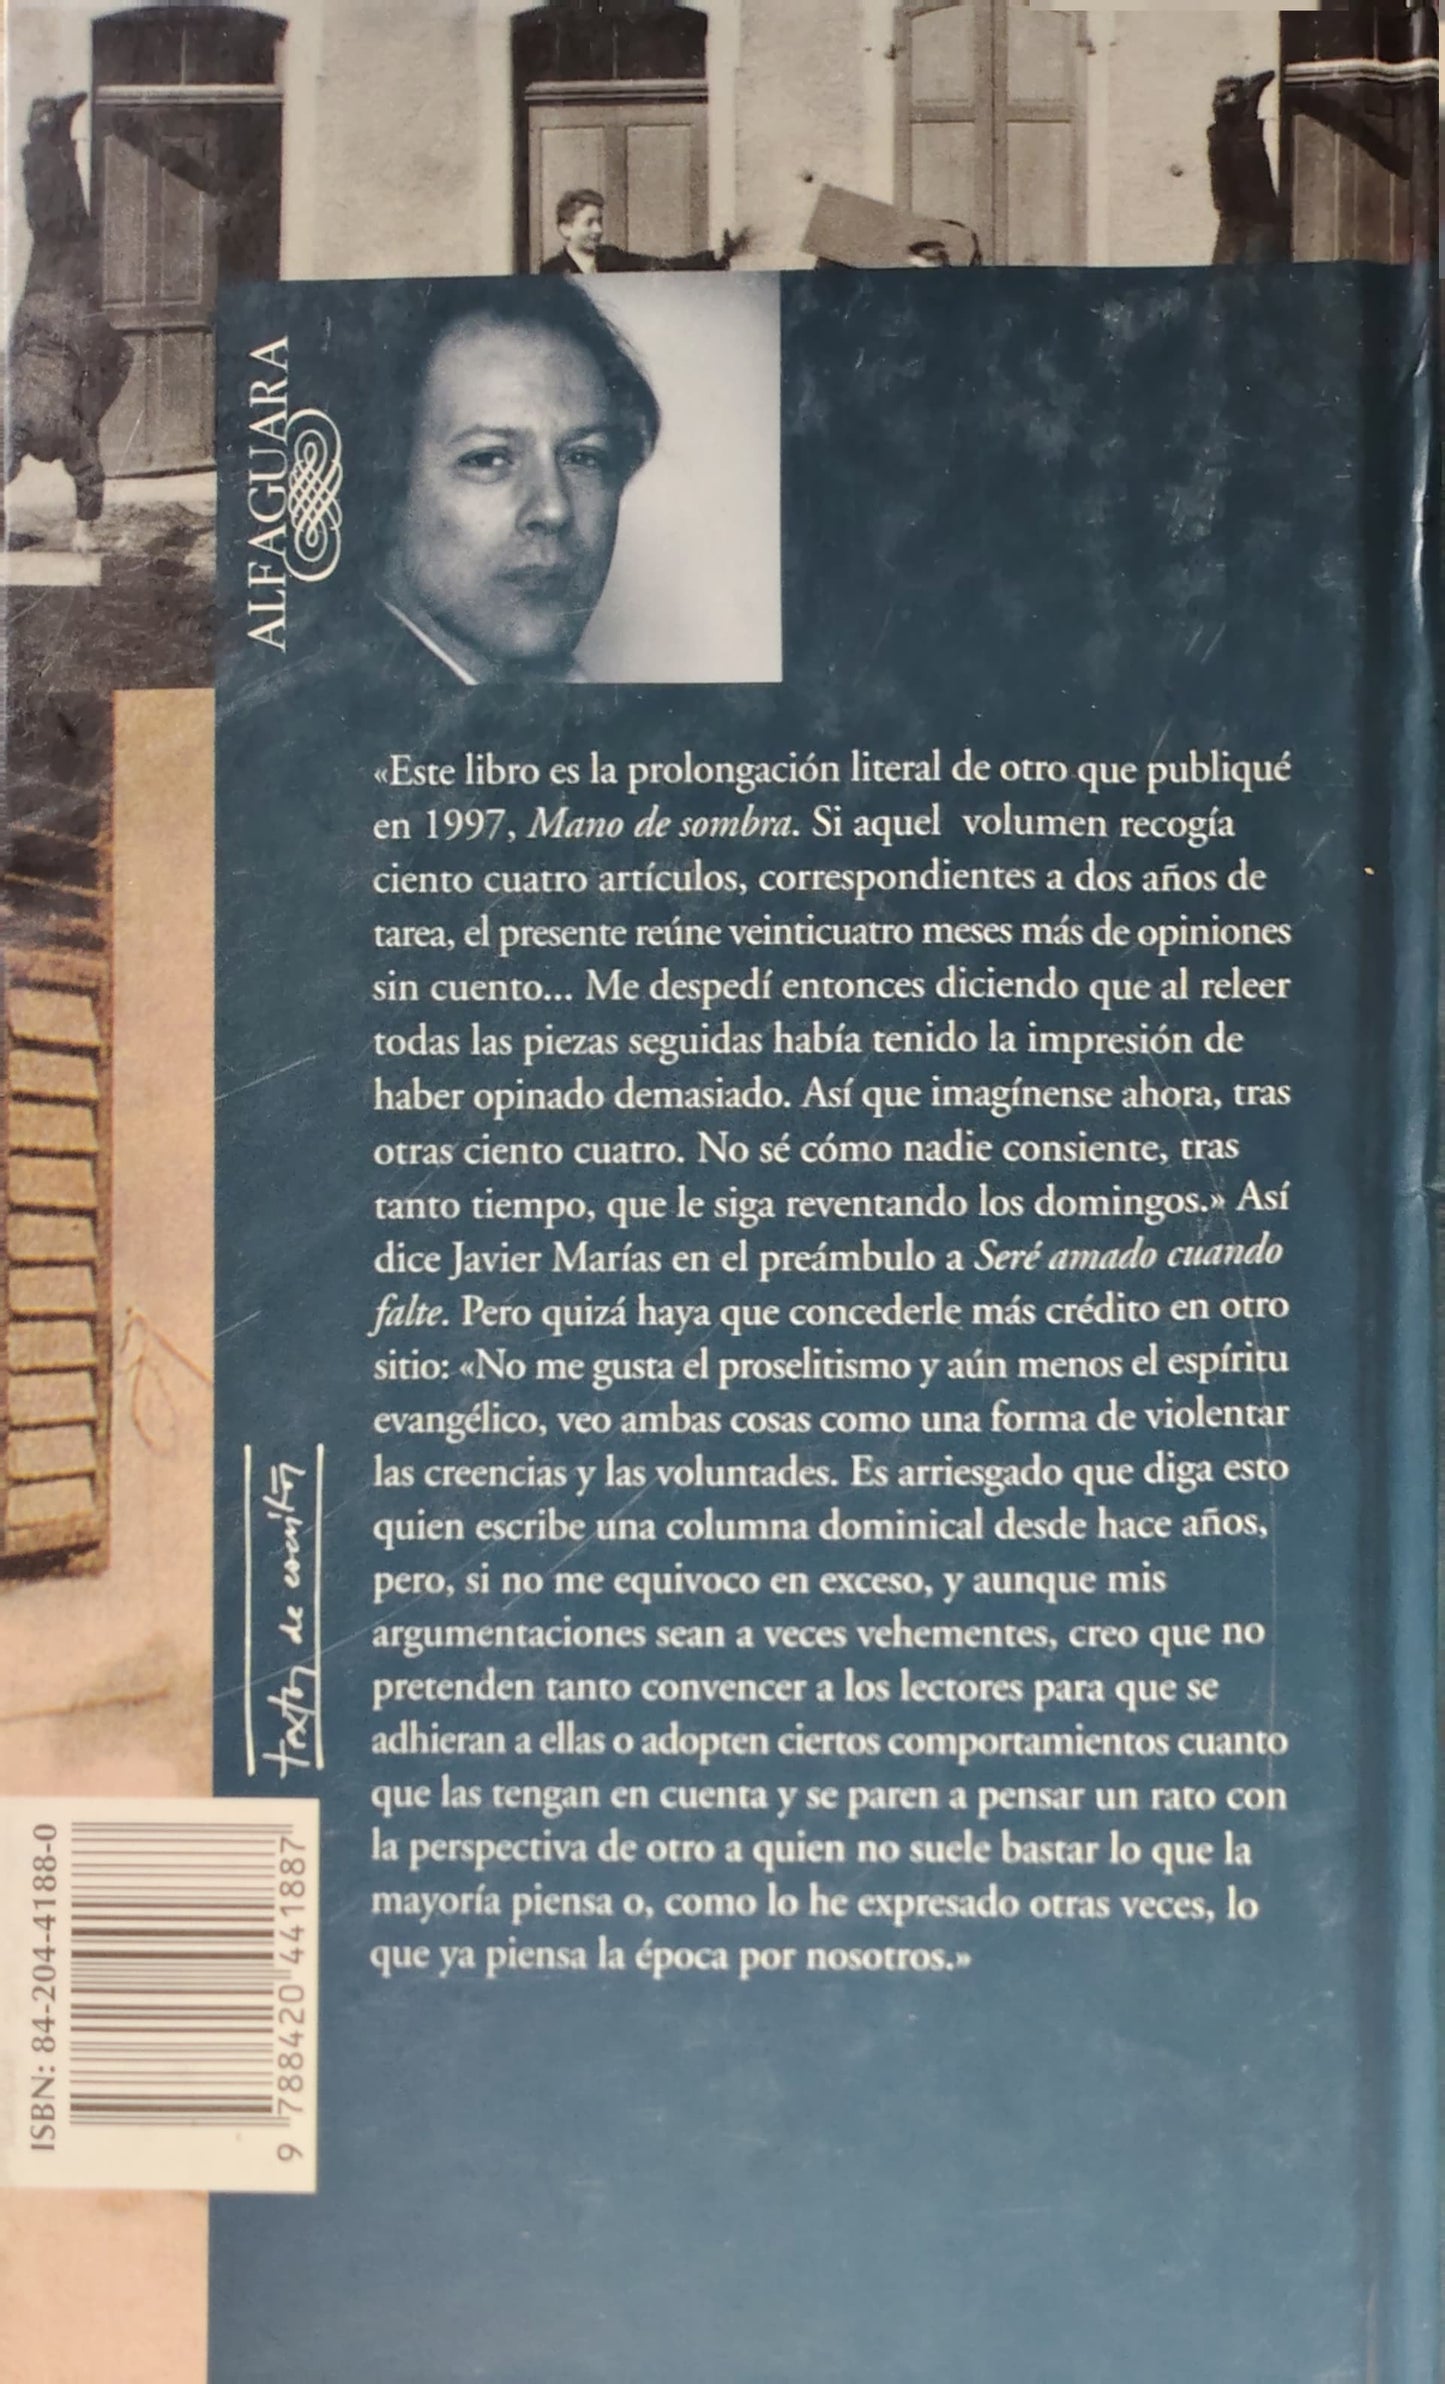 ALFAGUARA
«Este libro es la prolongación literal de otro que publiqué
en 1997, Mano de sombra. Si aquel volumen recogía
ciento cuatro artículos, correspondientes a dos años de
tarea, el presente reúne veinticuatro meses más de opiniones
sin cuento... Me despedí entonces diciendo que al releer
todas las piezas seguidas había tenido la impresión de
haber opinado demasiado. Así que imagínense ahora, tras
otras ciento cuatro. No sé cómo nadie consiente, tras
tanto tiempo, que le siga reventando los domingos.» Así
dice Javier Marías en el preámbulo a Seré amado cuando
falte. Pero quizá haya que concederle más crédito en otro
sitio: «No me gusta el proselitismo y aún menos el espíritu
evangélico, veo ambas cosas como una forma de violentar
las creencias y las voluntades. Es arriesgado que diga esto
quien escribe una columna dominical desde hace años,
pero, si no me equivoco en exceso, y aunque mis
argumentaciones sean a veces vehementes, creo que no
pretenden tanto convencer a los lectores para que se
adhieran a ellas o adopten ciertos comportamientos cuanto
que las tengan en cuenta y se paren a pensar un rato con
la perspectiva de otro a quien no suele bastar lo que la
mayoría piensa o, como lo he expresado otras veces, lo
que ya piensa la época por nosotros.»
textos de escritor
ISBN: 84-204-4188-0
9 788420 441887